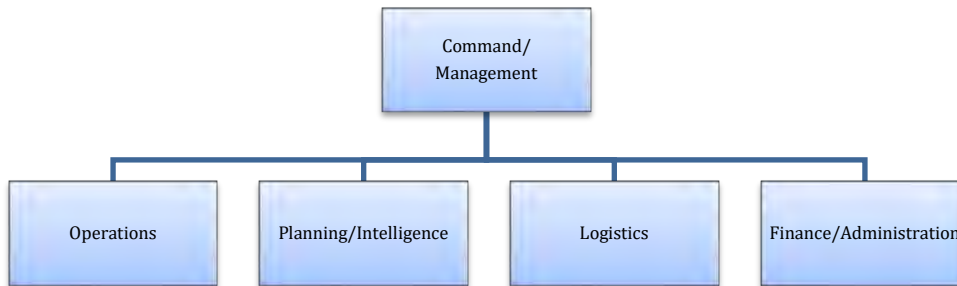 Command/
Management
Operations
Planning/Intelligence
Logistics
Finance/Administration